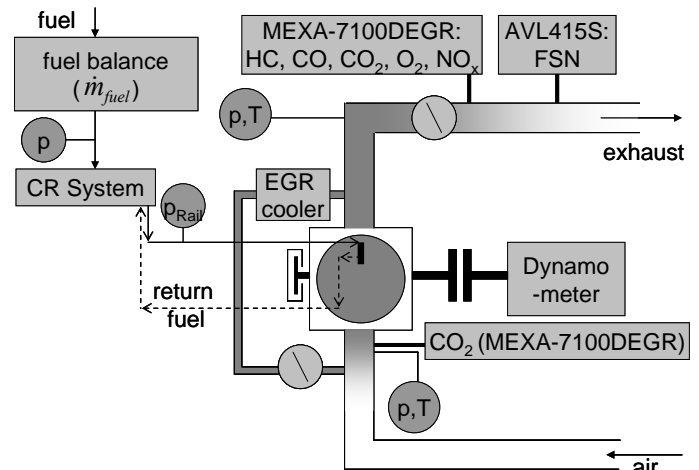 fuel
fuel balance
(ṁfuel)
p
CR System
pRail
return
fuel
MEXA-7100DEGR:
HC, CO, CO₂, O₂, NOₓ
AVL415S:
FSN
p,T
exhaust
EGR
cooler
Dynamo
-meter
CO₂ (MEXA-7100DEGR)
p,T
air